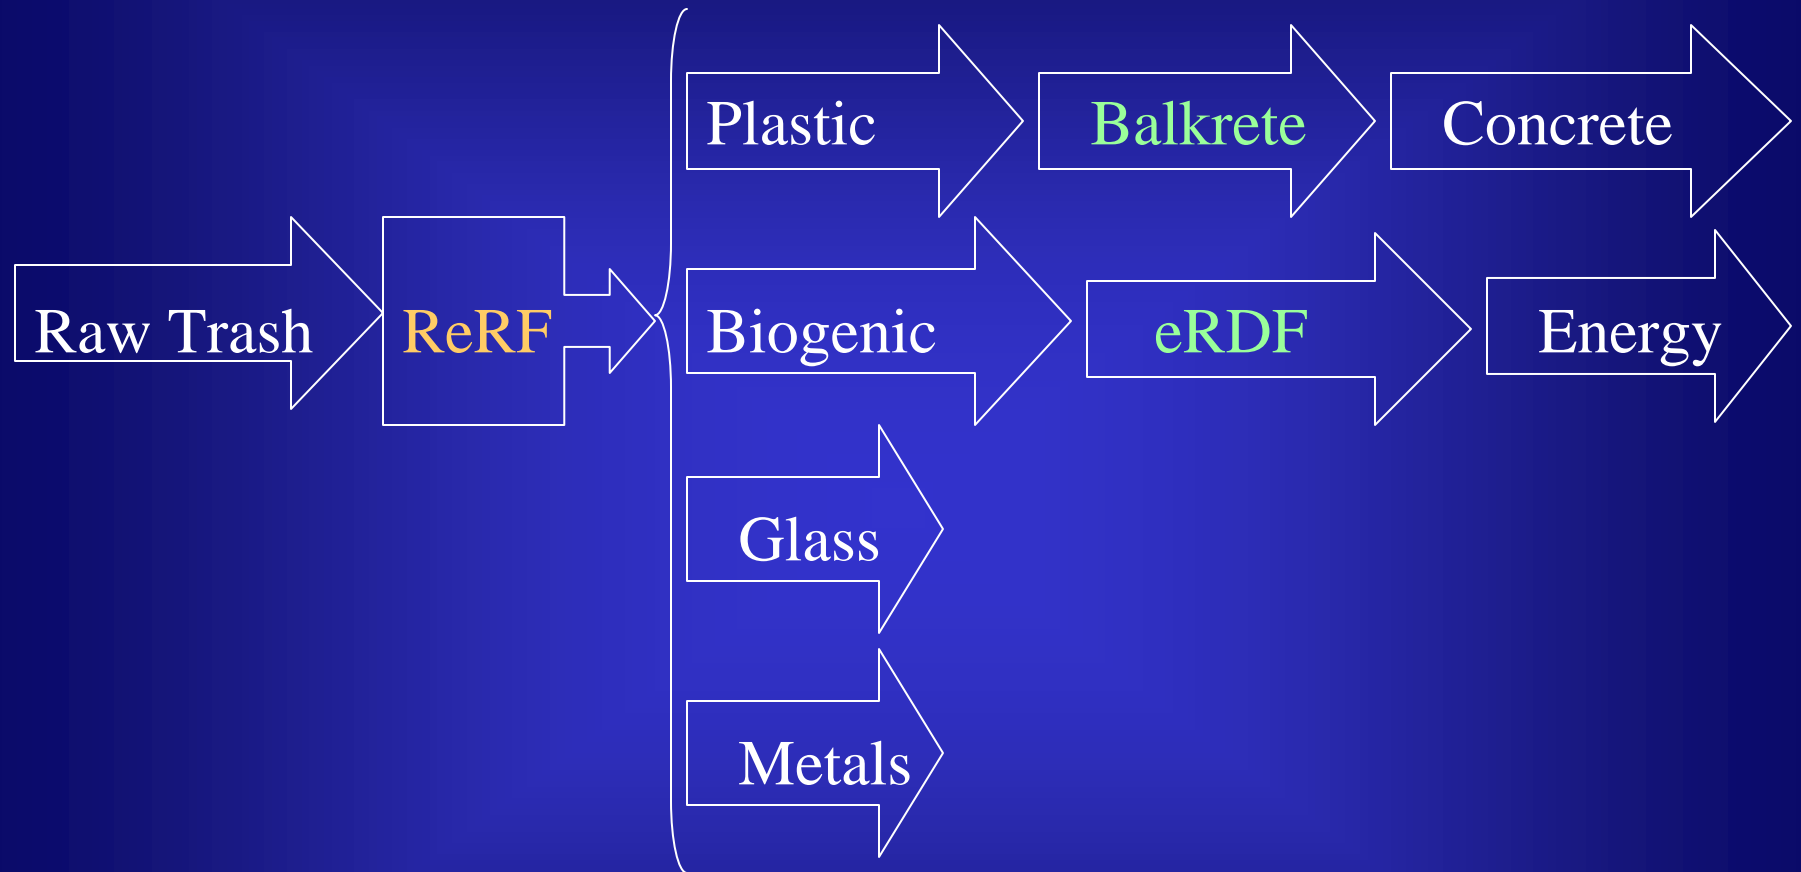 Plastic
Balkrete
Concrete
Raw Trash
ReRF
Biogenic
eRDF
Energy
Glass
Metals